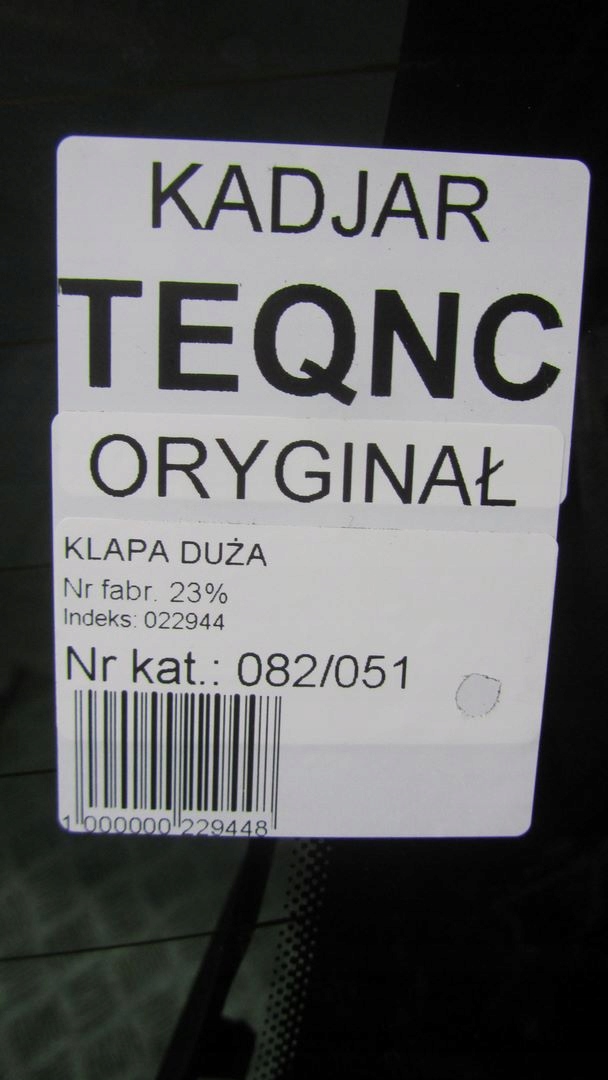 KADJAR
TEQNC
ORYGINAŁ
KLAPA DUŻA
Nr fabr. 23%
Indeks: 022944
Nr kat.: 082/051
1 000000 229448